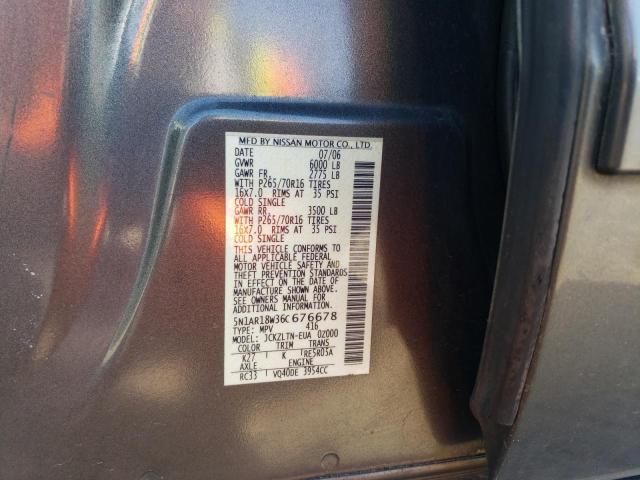 MFD BY NISSAN MOTOR CO., LTD.
DATE 07/06
GVWR 6000 LB
GAWR FR. 2775 LB
WITH P265/70R16 TIRES
16X7.0 RIMS AT 35 PSI
COLD SINGLE
GAWR RR. 3500 LB
WITH P265/70R16 TIRES
16X7.0 RIMS AT 35 PSI
COLD SINGLE
THIS VEHICLE CONFORMS TO
ALL APPLICABLE FEDERAL
MOTOR VEHICLE SAFETY AND
THEFT PREVENTION STANDARDS
IN EFFECT ON THE DATE OF
MANUFACTURE SHOWN ABOVE.
SEE OWNERS MANUAL FOR
ADDITIONAL INFORMATION.
5N1AR18W36C676678
TYPE: MPV 416
MODEL: JCKZLTN-EUA 02000
COLOR TRIM TRANS
K27 K RE5R05A
AXLE ENGINE
RC33 VQ40DE 3954CC